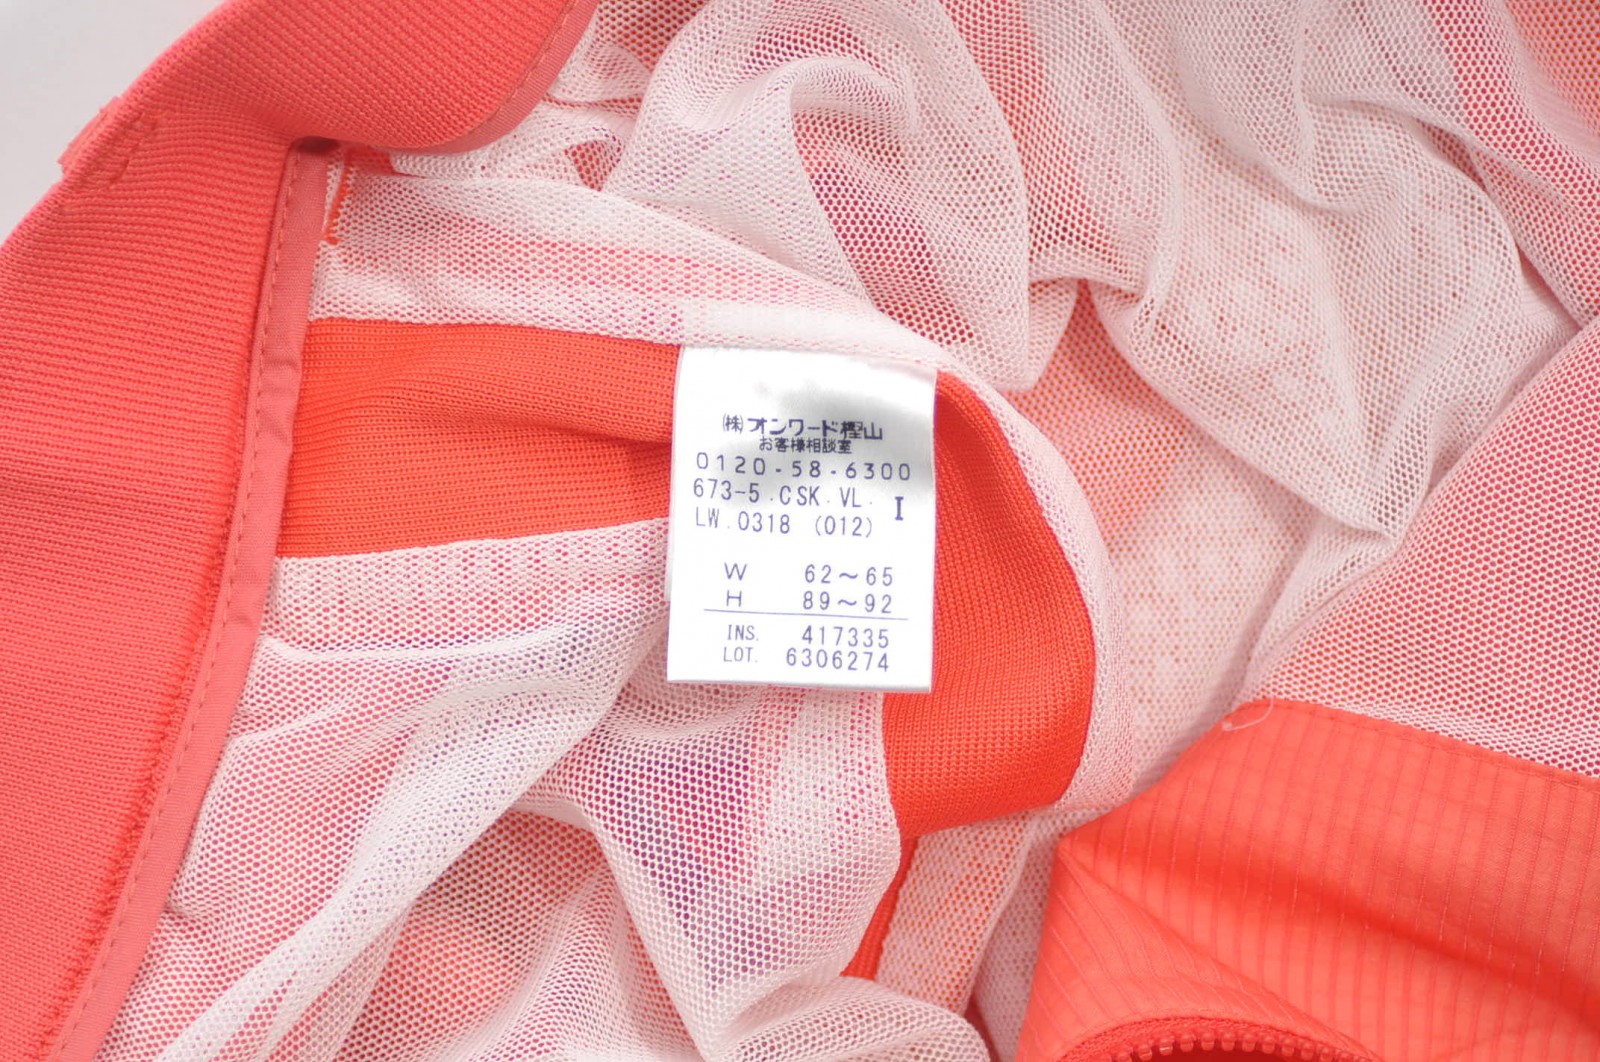 ㈱オンワード樫山
お客様相談室
0120-58-6300
673-5.CSK.VL. I
LW.0318 (012)
W 62~65
H 89~92
INS. 417335
LOT. 6306274